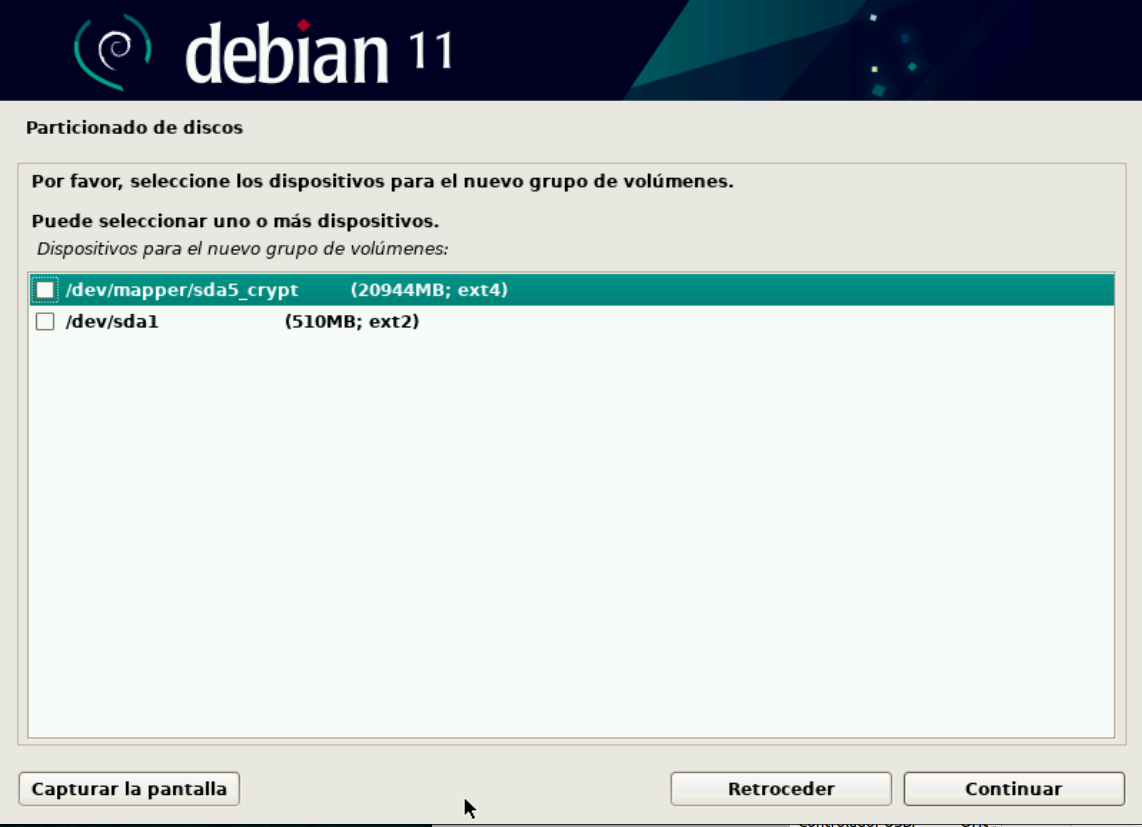 debian 11
Particionado de discos
Por favor, seleccione los dispositivos para el nuevo grupo de volúmenes.
Puede seleccionar uno o más dispositivos.
Dispositivos para el nuevo grupo de volúmenes:
/dev/mapper/sda5_crypt (20944MB; ext4)
/dev/sda1 (510MB; ext2)
Capturar la pantalla
Retroceder
Continuar